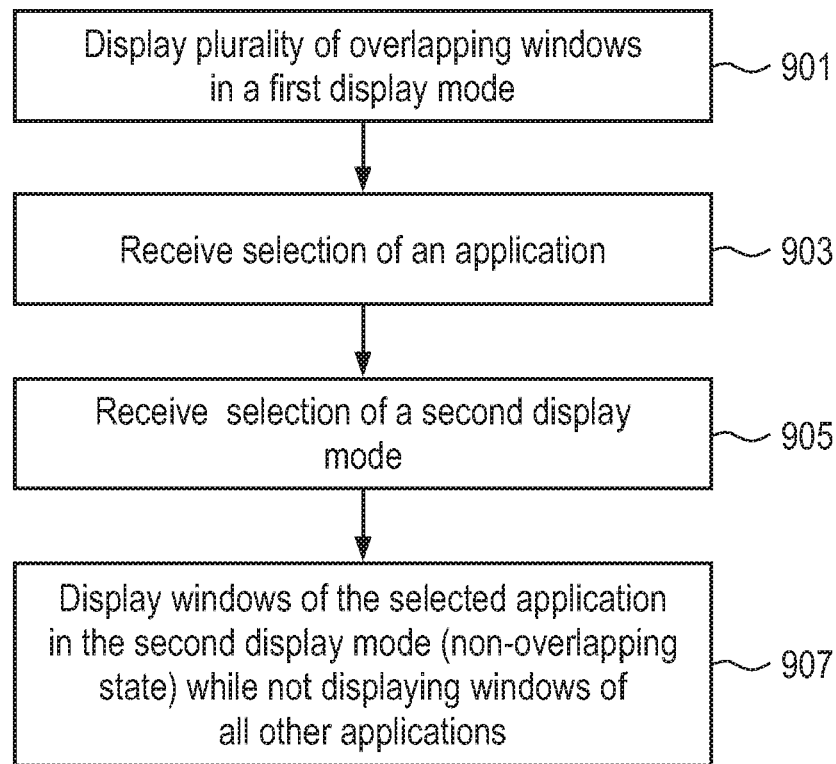 Display plurality of overlapping windows
in a first display mode
901
Receive selection of an application
903
Receive selection of a second display
mode
905
Display windows of the selected application
in the second display mode (non-overlapping
state) while not displaying windows of
all other applications
907